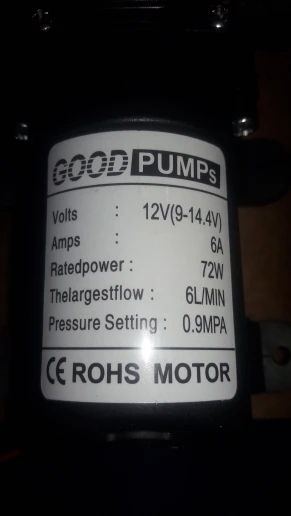 GOOD PUMPs
Volts : 12V(9-14.4V)
Amps : 6A
Ratedpower : 72W
Thelargestflow : 6L/MIN
Pressure Setting : 0.9MPA
CE ROHS MOTOR